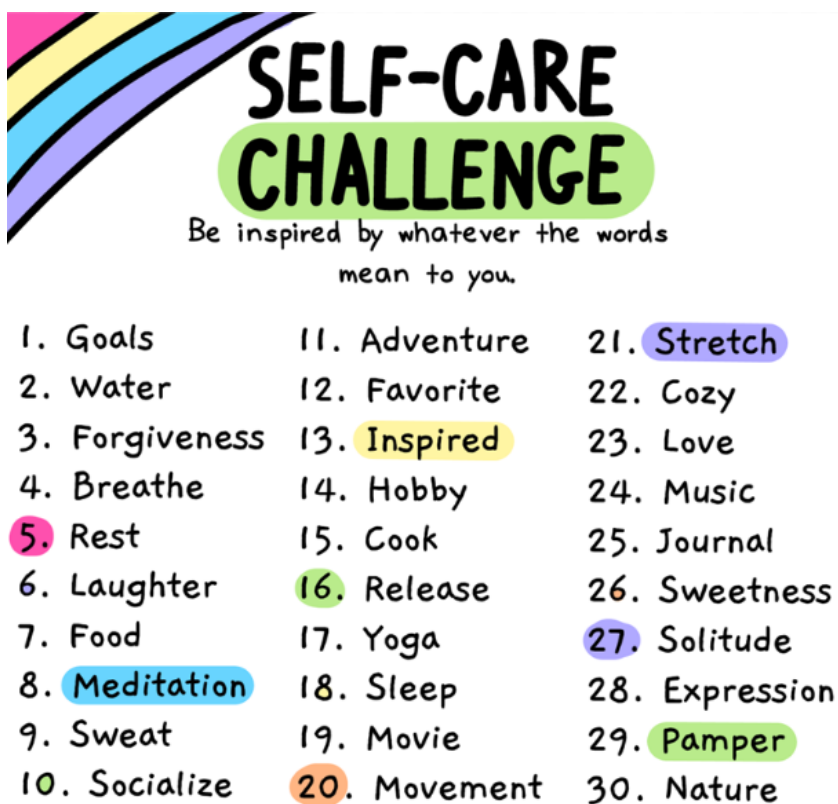 SELF-CARE
CHALLENGE
Be inspired by whatever the words
mean to you.
1. Goals
2. Water
3. Forgiveness
4. Breathe
5. Rest
6. Laughter
7. Food
8. Meditation
9. Sweat
10. Socialize
11. Adventure
12. Favorite
13. Inspired
14. Hobby
15. Cook
16. Release
17. Yoga
18. Sleep
19. Movie
20. Movement
21. Stretch
22. Cozy
23. Love
24. Music
25. Journal
26. Sweetness
27. Solitude
28. Expression
29. Pamper
30. Nature